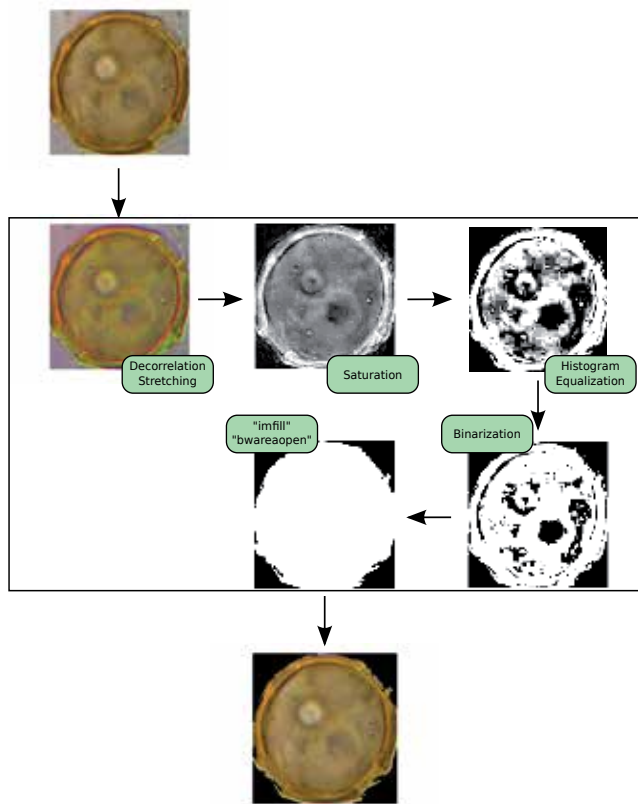 Decorrelation
Stretching
Saturation
Histogram
Equalization
"imfill"
"bwareaopen"
Binarization